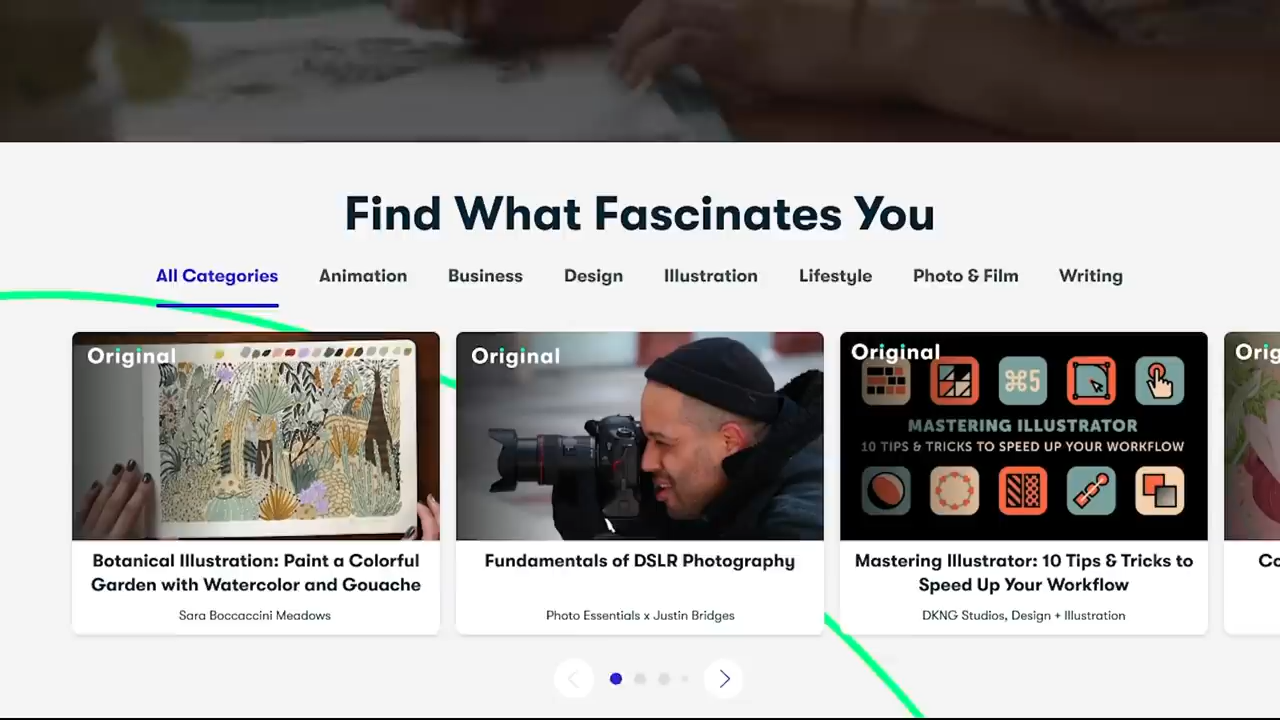 Find What Fascinates You
All Categories
Animation
Business
Design
Illustration
Lifestyle
Photo & Film
Writing
Original
Original
Original
⌘5
MASTERING ILLUSTRATOR
10 TIPS & TRICKS TO SPEED UP YOUR WORKFLOW
Orig
Botanical Illustration: Paint a Colorful
Garden with Watercolor and Gouache
Sara Boccaccini Meadows
Fundamentals of DSLR Photography
Photo Essentials x Justin Bridges
Mastering Illustrator: 10 Tips & Tricks to
Speed Up Your Workflow
DKNG Studios, Design + Illustration
Co